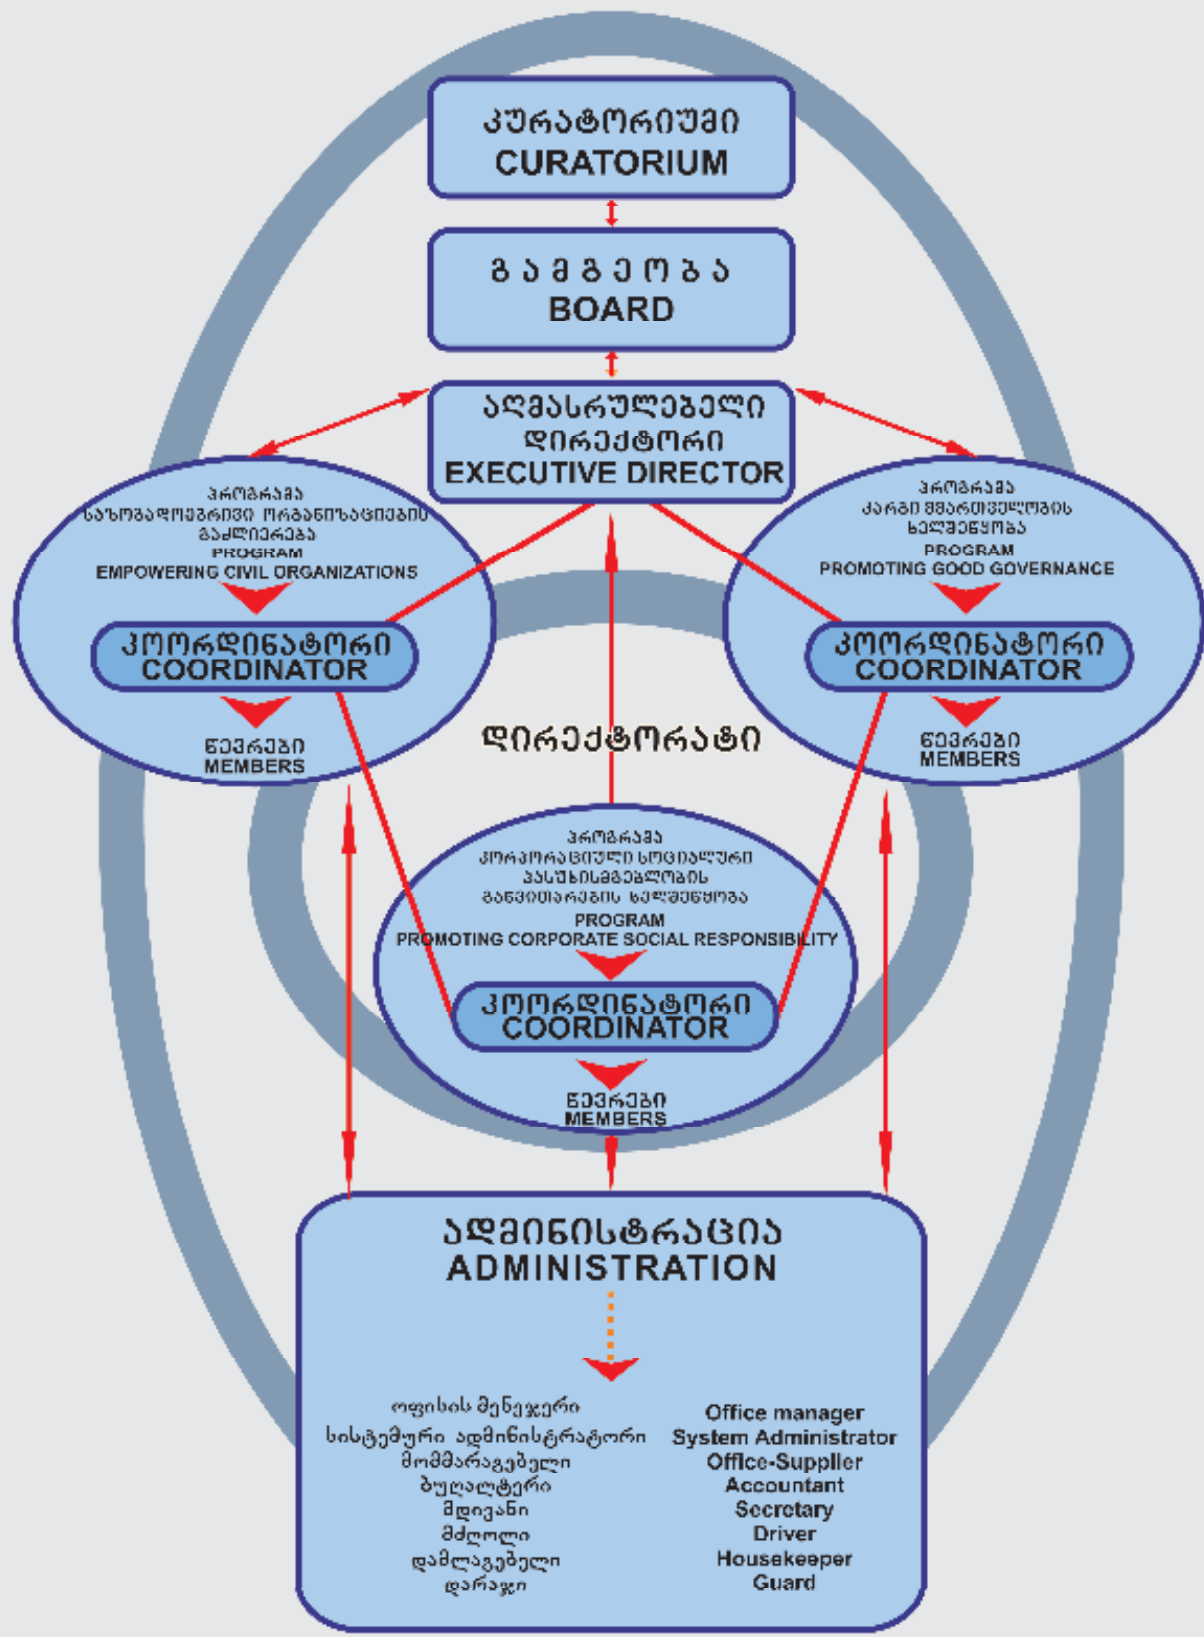 კურატორიუმი
CURATORIUM
გამგეობა
BOARD
აღმასრულებელი
დირექტორი
EXECUTIVE DIRECTOR
პროგრამა
საზოგადოებრივი ორგანიზაციების
გაძლიერება
PROGRAM
EMPOWERING CIVIL ORGANIZATIONS
კოორდინატორი
COORDINATOR
წევრები
MEMBERS
პროგრამა
კარგი მმართველობის
ხელშეწყობა
PROGRAM
PROMOTING GOOD GOVERNANCE
კოორდინატორი
COORDINATOR
წევრები
MEMBERS
დირექტორატი
პროგრამა
კორპორაციული სოციალური
პასუხისმგებლობის
განვითარების ხელშეწყობა
PROGRAM
PROMOTING CORPORATE SOCIAL RESPONSIBILITY
კოორდინატორი
COORDINATOR
წევრები
MEMBERS
ადმინისტრაცია
ADMINISTRATION
ოფისის მენეჯერი
სისტემური ადმინისტრატორი
მომმარაგებელი
ბუღალტერი
მდივანი
მძღოლი
დამლაგებელი
დარაჯი
Office manager
System Administrator
Office-Supplier
Accountant
Secretary
Driver
Housekeeper
Guard